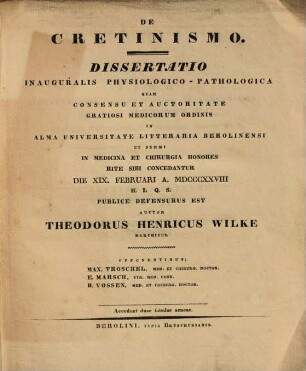 DE
CRETINISMO.
DISSERTATIO
INAUGURALIS PHYSIOLOGICO-PATHOLOGICA
QUAM
CONSENSU ET AUCTORITATE
GRATIOSI MEDICORUM ORDINIS
IN
ALMA UNIVERSITATE LITTERARIA BEROLINENSI
UT SUMMI
IN MEDICINA ET CHIRURGIA HONORES
RITE SIBI CONCEDANTUR
DIE XIX. FEBRUARI A. MDCCCXXVIII
H. L. Q. S.
PUBLICE DEFENSURUS EST
AUCTOR
THEODORUS HENRICUS WILKE
OPPONENTIBUS:
MAX. TROSCHEL, MED. ET CHIRURG. DOCTOR.
E. MARSCH, MED. CAND.
H. VOSSEN, MED. ET CHIRURG. DOCTOR.
Accedunt duae tabulae aeneae.
BEROLINI, TYPIS